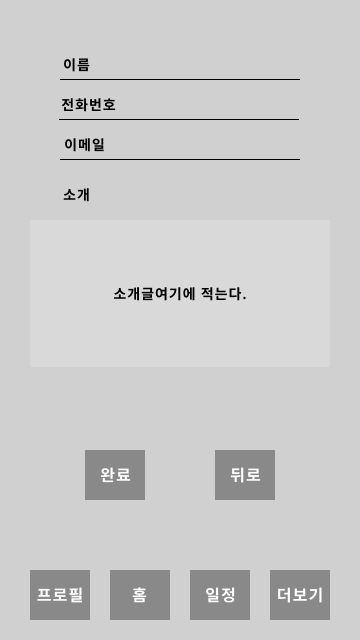 이름
전화번호
이메일
소개
소개글여기에 적는다.
완료 뒤로
프로필 홈 일정 더보기